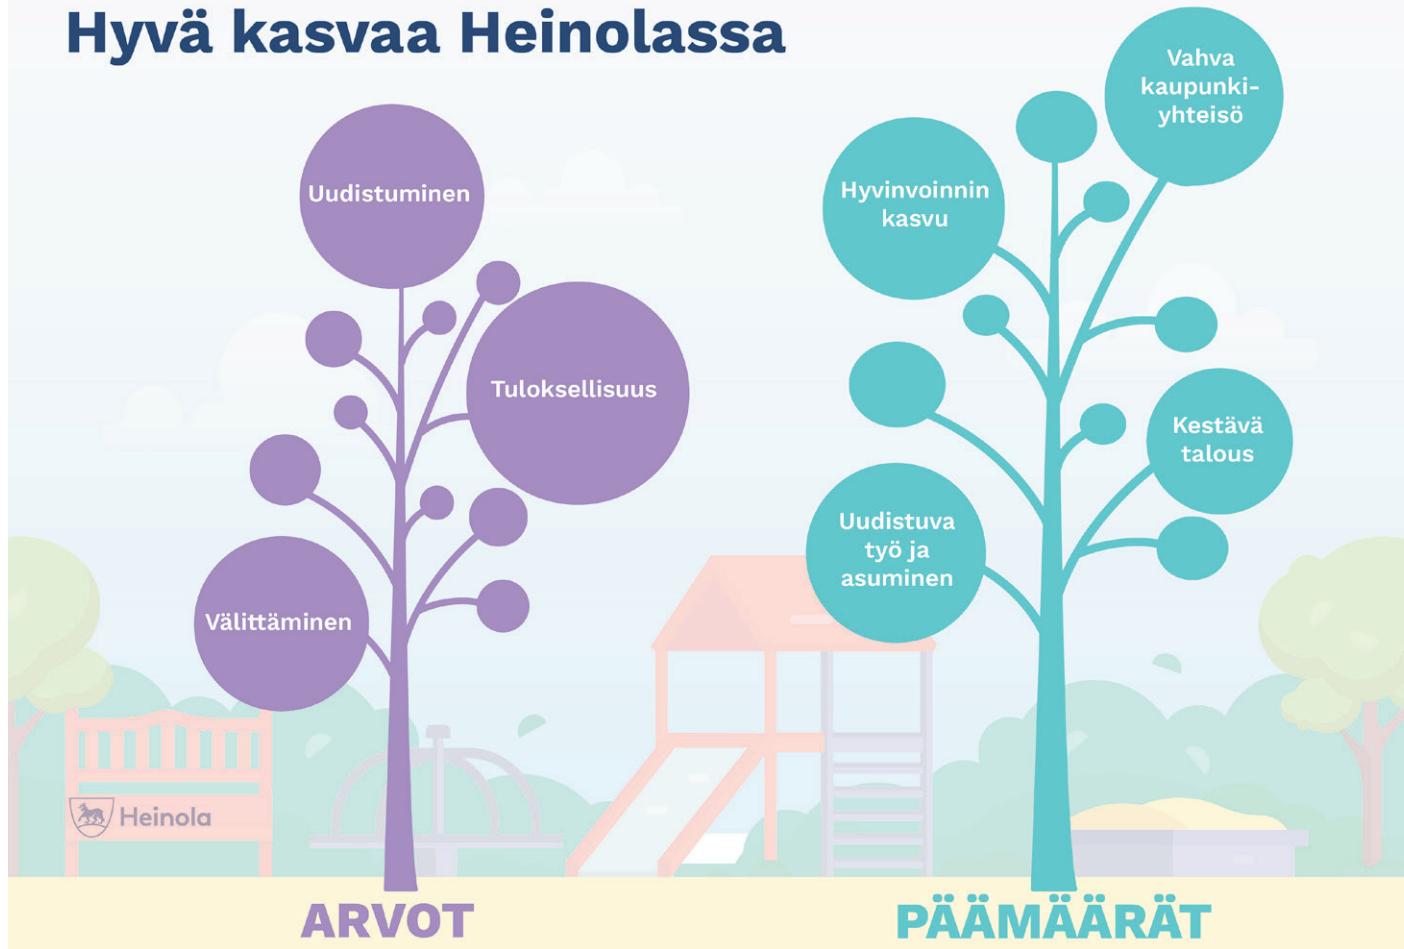 Hyvä kasvaa Heinolassa
Uudistuminen
Tuloksellisuus
Välittäminen
Heinola
ARVOT
Vahva
kaupunki-
yhteisö
Hyvinvoinnin
kasvu
Kestävä
talous
Uudistuva
työ ja
asuminen
PÄÄMÄÄRÄT